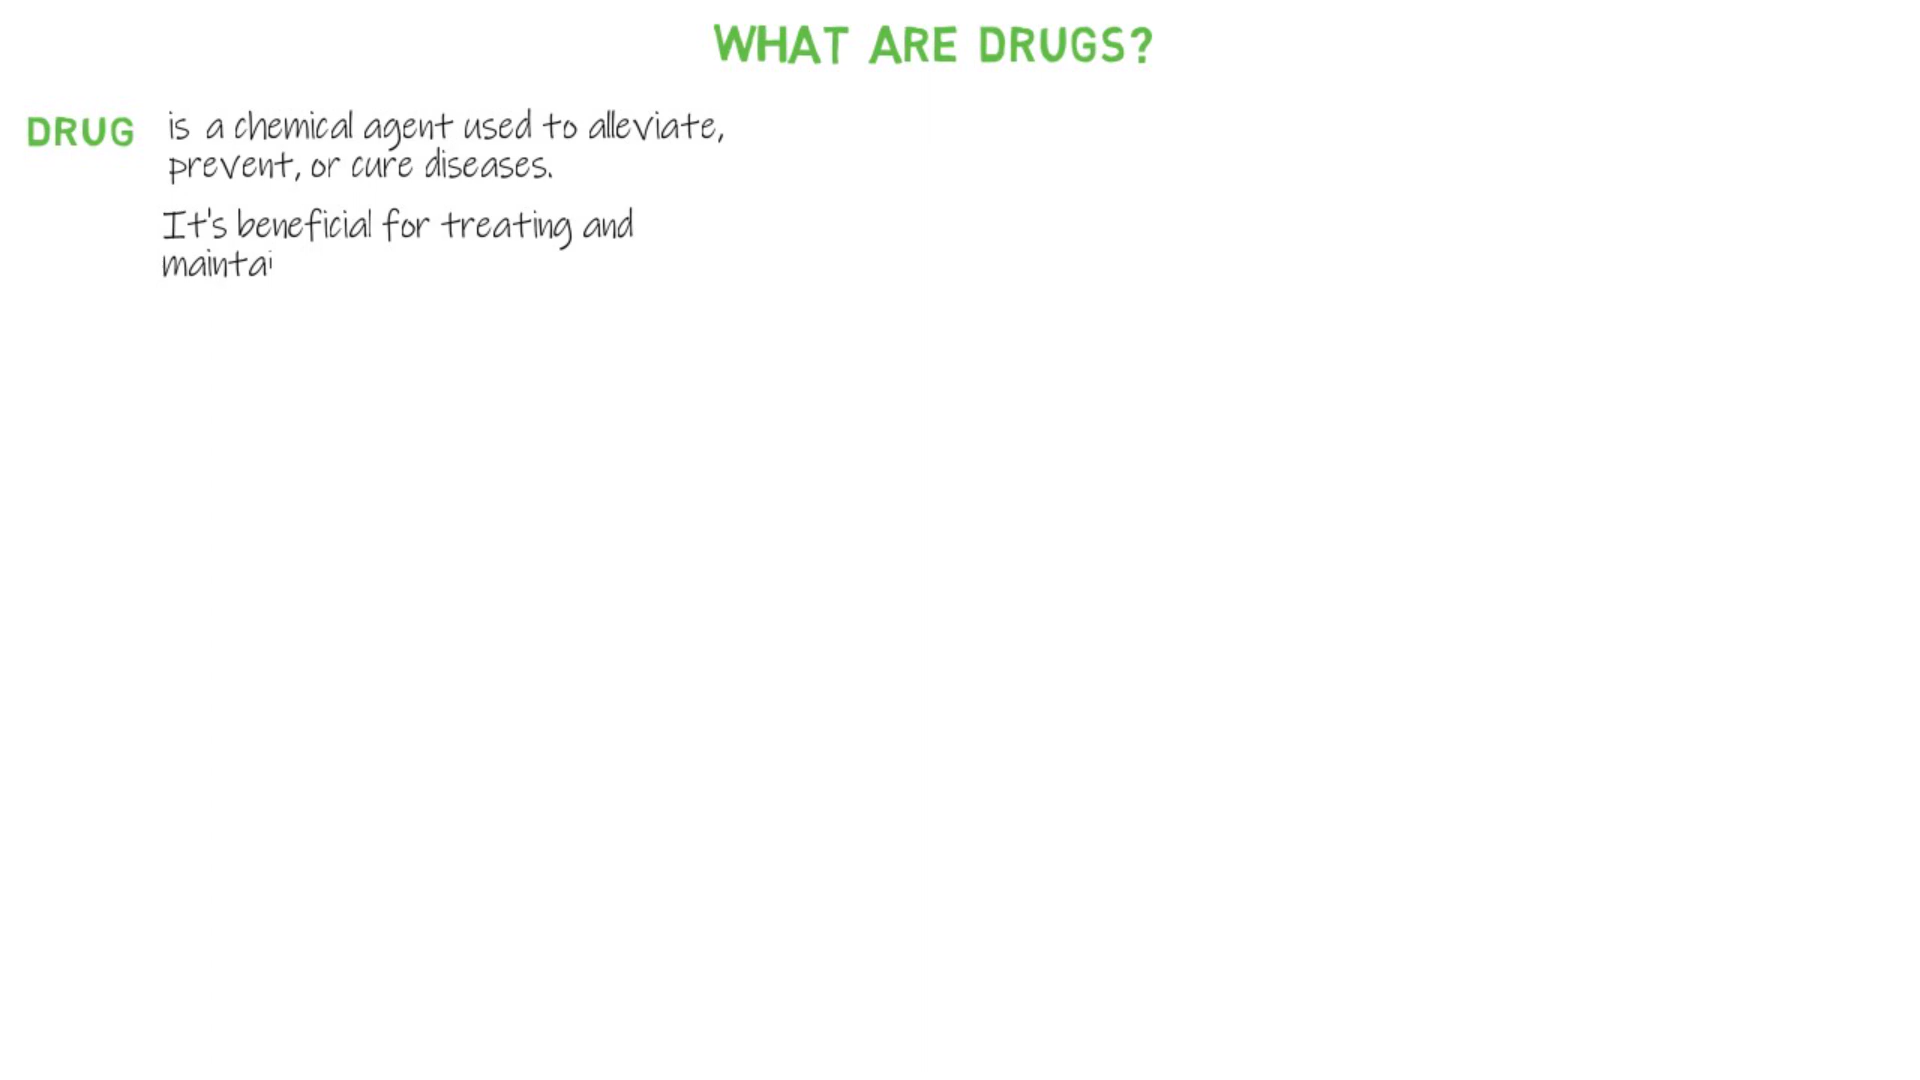 WHAT ARE DRUGS?
DRUG is a chemical agent used to alleviate,
prevent, or cure diseases.
It's beneficial for treating and
maintai